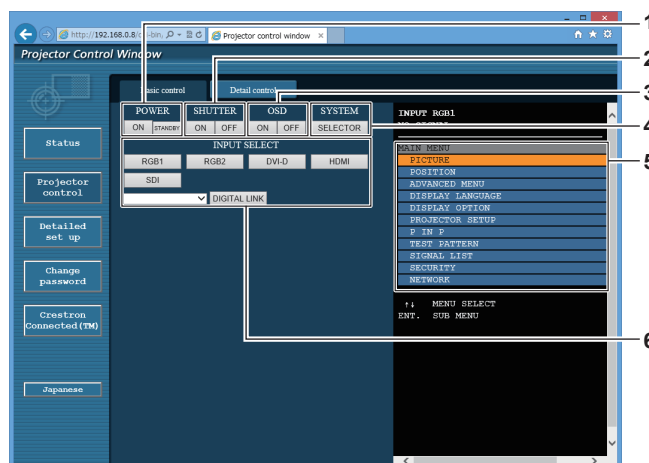 http://192.168.0.8/cgi-bin,
Projector control window
Projector Control Window
Basic control
Detail control
POWER
SHUTTER
OSD
SYSTEM
ON
STANDBY
ON
OFF
ON
OFF
SELECTOR
INPUT SELECT
RGB1
RGB2
DVI-D
HDMI
SDI
DIGITAL LINK
Status
Projector
control
Detailed
set up
Change
password
Crestron
Connected(TM)
Japanese
INPUT RGB1
MAIN MENU
PICTURE
POSITION
ADVANCED MENU
DISPLAY LANGUAGE
DISPLAY OPTION
PROJECTOR SETUP
P IN P
TEST PATTERN
SIGNAL LIST
SECURITY
NETWORK
↑↓ MENU SELECT
ENT. SUB MENU
1
2
3
4
5
6